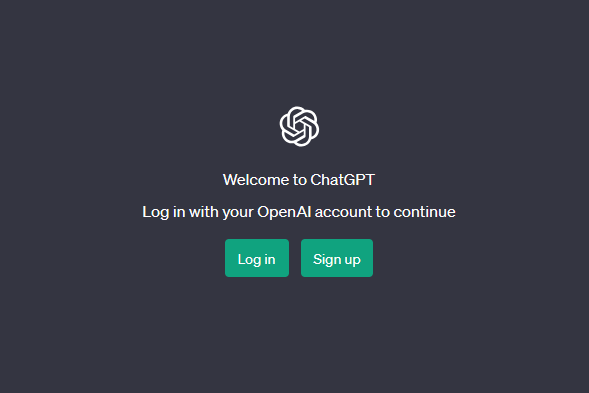 Welcome to ChatGPT
Log in with your OpenAI account to continue
Log in
Sign up